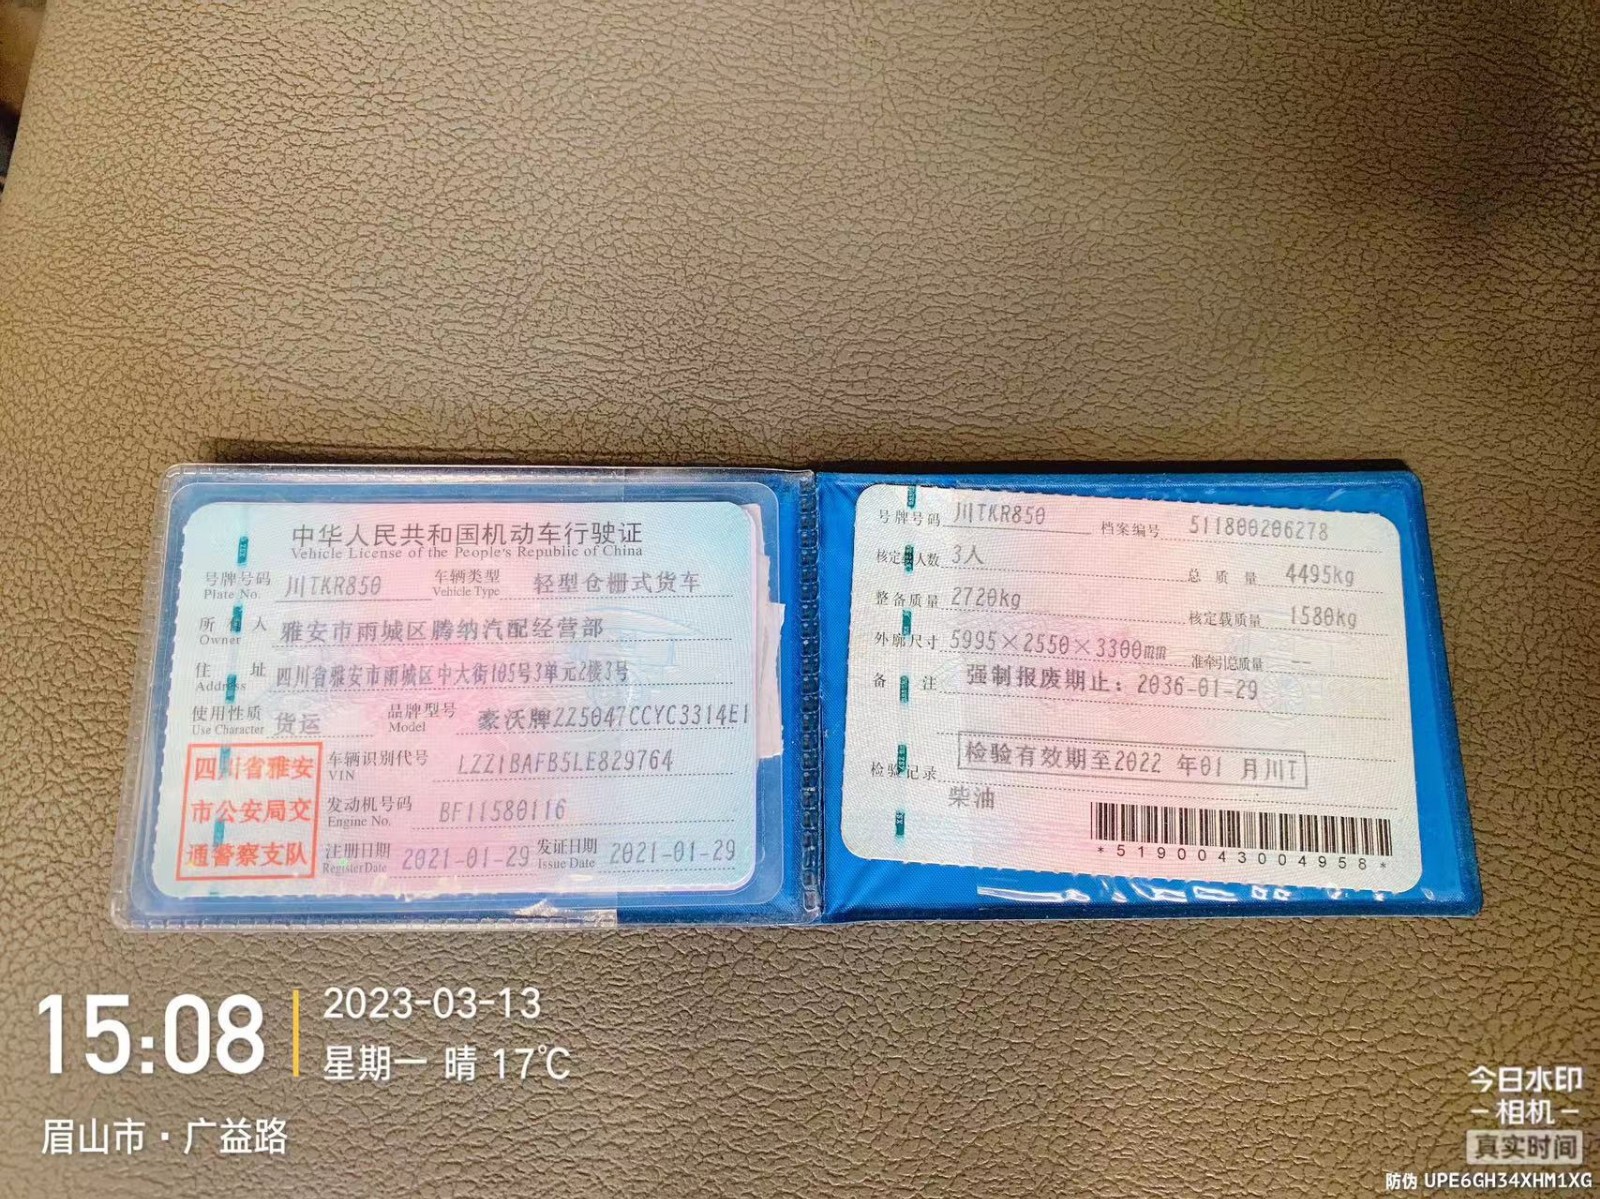 中华人民共和国机动车行驶证
Vehicle License of the People's Republic of China
号牌号码 川TKR850 车辆类型 轻型仓栅式货车
Plate No. Vehicle Type
所有人 雅安市雨城区腾纳汽配经营部
Owner
住址 四川省雅安市雨城区中大街105号3单元2楼3号
Address
使用性质 货运 品牌型号 豪沃牌ZZ5047CCYC3314E1
Use Character Model
四川省雅安
市公安局交
通警察支队
车辆识别代号 LZZ1BAFB5LE829764
VIN
发动机号码 BF11580116
Engine No.
注册日期 2021-01-29 发证日期 2021-01-29
Register Date Issue Date
号牌号码 川TKR850 档案编号 511800206278
核定载人数 3人 总质量 4495kg
整备质量 2720kg 核定载质量 1580kg
外廓尺寸 5995×2550×3300mm 准牵引总质量 --
备注 强制报废期止：2036-01-29
检验记录 检验有效期至2022 年01 月川T
柴油
*5190043004958*
15:08
2023-03-13
星期一 晴 17℃
眉山市·广益路
今日水印
-相机-
真实时间
防伪 UPE6GH34XHM1XG